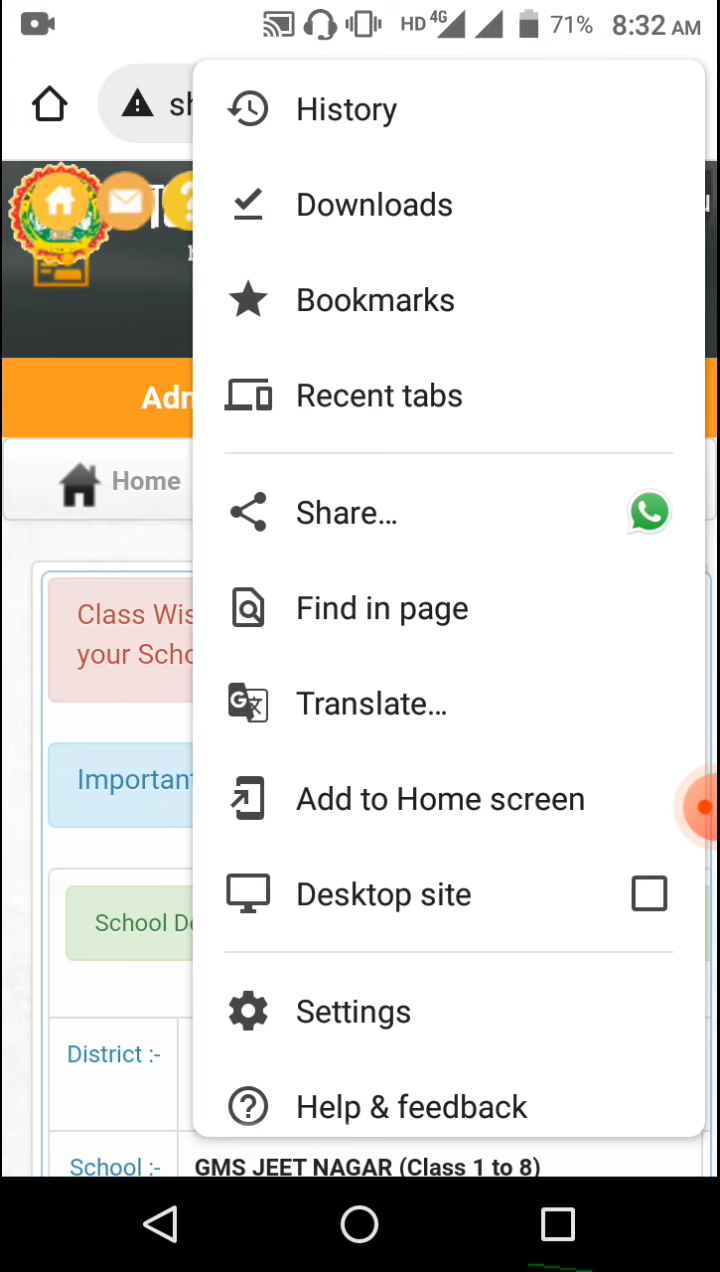 HD 4G 71% 8:32 AM
History
Downloads
Bookmarks
Recent tabs
Adm
Home
Share...
Find in page
Class Wis
your Scho
Translate...
Importan
Add to Home screen
Desktop site
School De
Settings
District :-
Help & feedback
School :- GMS JEET NAGAR (Class 1 to 8)